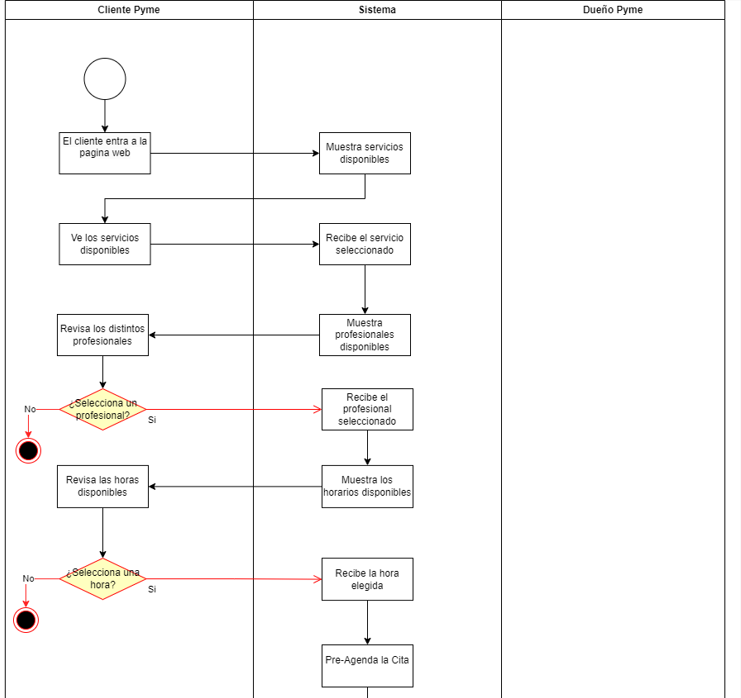 Cliente Pyme
Sistema
Dueño Pyme
El cliente entra a la
pagina web
Muestra servicios
disponibles
Ve los servicios
disponibles
Recibe el servicio
seleccionado
Revisa los distintos
profesionales
Muestra
profesionales
disponibles
¿Selecciona un
profesional?
No
Si
Recibe el
profesional
seleccionado
Revisa las horas
disponibles
Muestra los
horarios disponibles
¿Selecciona una
hora?
No
Si
Recibe la hora
elegida
Pre-Agenda la Cita